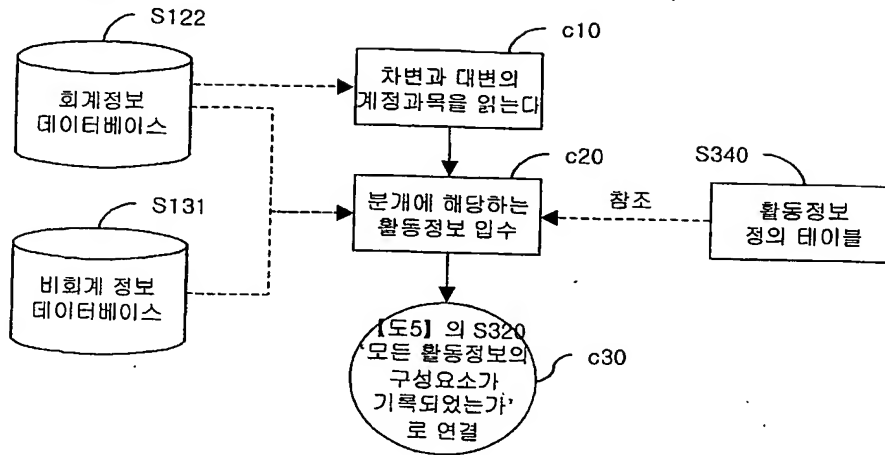 S122
회계정보
데이터베이스
c10
차변과 대변의
계정과목을 읽는다
S131
비회계 정보
데이터베이스
c20
분개에 해당하는
활동정보 입수
참조
S340
활동정보
정의 테이블
【도5】의 S320
'모든 활동정보의
구성요소가
기록되었는가'
로 연결
c30